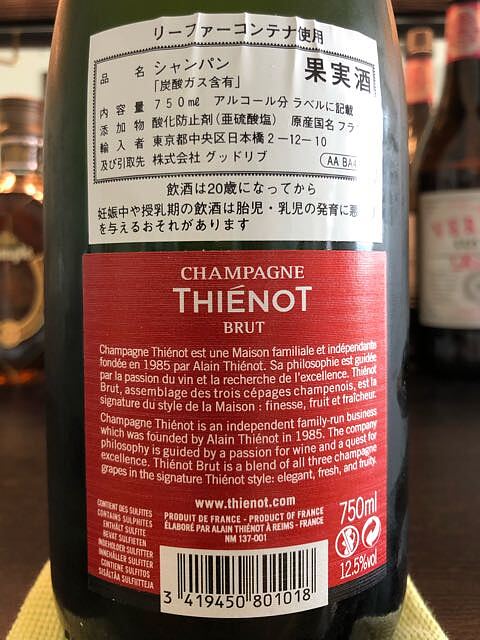 リーファーコンテナ使用
品名 シャンパン 果実酒
「炭酸ガス含有」
内容量 750㎖ アルコール分 ラベルに記載
添加物 酸化防止剤(亜硫酸塩) 原産国名 フラ
輸入者 東京都中央区日本橋2-12-10
及び引取先 株式会社 グッドリブ AA BA4
飲酒は20歳になってから
妊娠中や授乳期の飲酒は胎児・乳児の発育に悪
を与えるおそれがあります
CHAMPAGNE
THIÉNOT
BRUT
Champagne Thiénot est une Maison familiale et indépendante
fondée en 1985 par Alain Thiénot. Sa philosophie est guidée
par la passion du vin et la recherche de l'excellence. Thiénot
Brut, assemblage des trois cépages champenois, est la
signature du style de la Maison : finesse, fruit et fraîcheur.
Champagne Thiénot is an independent family-run business
which was founded by Alain Thiénot in 1985. The company
philosophy is guided by a passion for wine and a quest for
excellence. Thiénot Brut is a blend of all three champagne
grapes in the signature Thiénot style: elegant, fresh, and fruity.
www.thienot.com
PRODUIT DE FRANCE - PRODUCT OF FRANCE
ÉLABORÉ PAR ALAIN THIÉNOT À REIMS - FRANCE
NM 137-001
CONTIENT DES SULFITES
CONTAINS SULPHITES
ENTHÄLT SULFITE
BEVAT SULFIETEN
INDEHOLDER SULFITTER
INNEHÅLLER SULFITER
CONTIENE SULFITOS
SISÄLTÄÄ SULFIITTEJA
750ml
12.5%vol
3 419450 801018